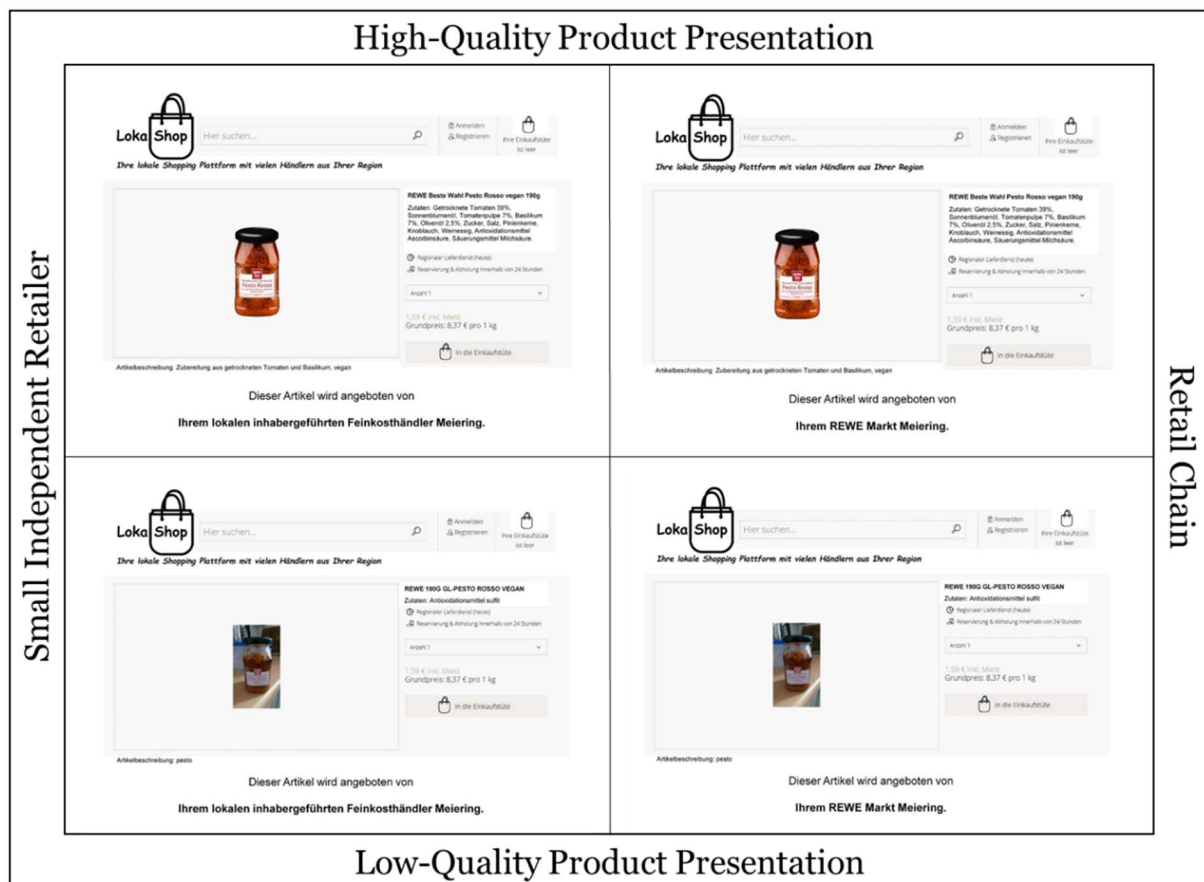 High-Quality Product Presentation
Small Independent Retailer
Retail Chain
Loka Shop
Hier suchen...
Anmelden
Registrieren
Ihre Einkaufstüte
ist leer
Ihre lokale Shopping Plattform mit vielen Händlern aus Ihrer Region
REWE Beste Wahl Pesto Rosso vegan 190g
Zutaten: Getrocknete Tomaten 39%,
Sonnenblumenöl, Tomatenpulpe 7%, Basilikum
7%, Olivenöl 2,5%, Zucker, Salz, Pinienkerne,
Knoblauch, Weinessig, Antioxidationsmittel
Ascorbinsäure, Säuerungsmittel Milchsäure.
Regionaler Lieferdienst (heute)
Reservierung & Abholung innerhalb von 24 Stunden
Pesto Rosso
Anzahl 1
1,59 € inkl. Mwst
Grundpreis: 8,37 € pro 1 kg
In die Einkaufstüte
Artikelbeschreibung: Zubereitung aus getrockneten Tomaten und Basilikum, vegan
Dieser Artikel wird angeboten von
Ihrem lokalen inhabergeführten Feinkosthändler Meiering.
Loka Shop
Hier suchen...
Anmelden
Registrieren
Ihre Einkaufstüte
ist leer
Ihre lokale Shopping Plattform mit vielen Händlern aus Ihrer Region
REWE Beste Wahl Pesto Rosso vegan 190g
Zutaten: Getrocknete Tomaten 39%,
Sonnenblumenöl, Tomatenpulpe 7%, Basilikum
7%, Olivenöl 2,5%, Zucker, Salz, Pinienkerne,
Knoblauch, Weinessig, Antioxidationsmittel
Ascorbinsäure, Säuerungsmittel Milchsäure.
Regionaler Lieferdienst (heute)
Reservierung & Abholung innerhalb von 24 Stunden
Pesto Rosso
Anzahl 1
1,59 € inkl. Mwst
Grundpreis: 8,37 € pro 1 kg
In die Einkaufstüte
Artikelbeschreibung: Zubereitung aus getrockneten Tomaten und Basilikum, vegan
Dieser Artikel wird angeboten von
Ihrem REWE Markt Meiering.
Loka Shop
Hier suchen...
Anmelden
Registrieren
Ihre Einkaufstüte
ist leer
Ihre lokale Shopping Plattform mit vielen Händlern aus Ihrer Region
REWE 190G GL-PESTO ROSSO VEGAN
Zutaten: Antioxidationsmittel sulfit
Regionaler Lieferdienst (heute)
Reservierung & Abholung innerhalb von 24 Stunden
Anzahl 1
1,59 € inkl. Mwst
Grundpreis: 8,37 € pro 1 kg
In die Einkaufstüte
Artikelbeschreibung: pesto
Dieser Artikel wird angeboten von
Ihrem lokalen inhabergeführten Feinkosthändler Meiering.
Loka Shop
Hier suchen...
Anmelden
Registrieren
Ihre Einkaufstüte
ist leer
Ihre lokale Shopping Plattform mit vielen Händlern aus Ihrer Region
REWE 190G GL-PESTO ROSSO VEGAN
Zutaten: Antioxidationsmittel sulfit
Regionaler Lieferdienst (heute)
Reservierung & Abholung innerhalb von 24 Stunden
Anzahl 1
1,59 € inkl. Mwst
Grundpreis: 8,37 € pro 1 kg
In die Einkaufstüte
Artikelbeschreibung: pesto
Dieser Artikel wird angeboten von
Ihrem REWE Markt Meiering.
Low-Quality Product Presentation